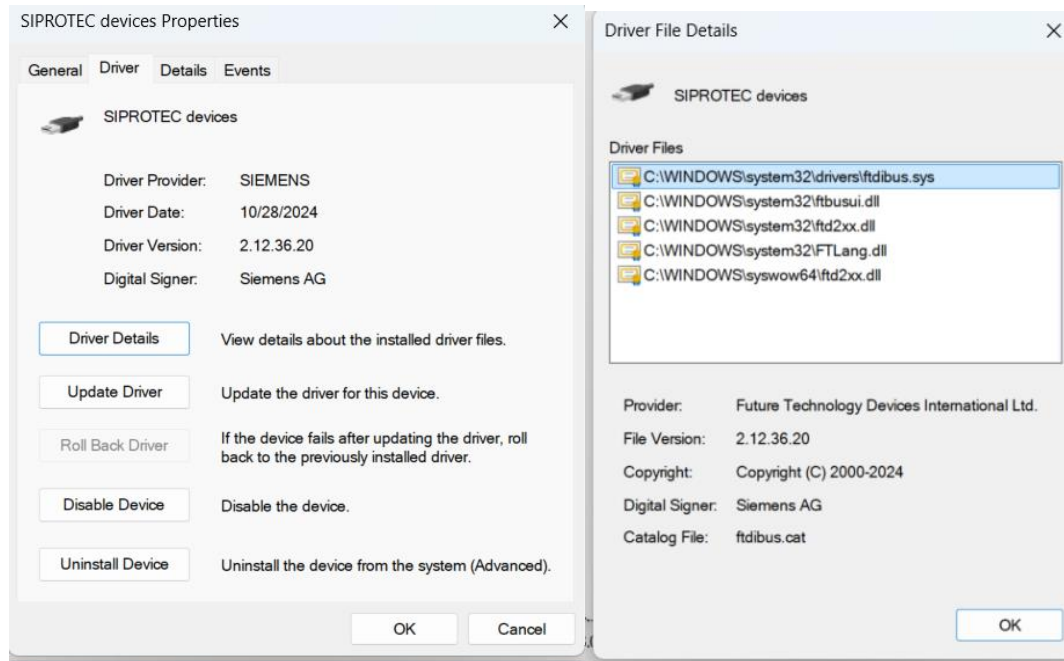 SIPROTEC devices Properties
General Driver Details Events
SIPROTEC devices
Driver Provider: SIEMENS
Driver Date: 10/28/2024
Driver Version: 2.12.36.20
Digital Signer: Siemens AG
Driver Details
View details about the installed driver files.
Update Driver
Update the driver for this device.
Roll Back Driver
If the device fails after updating the driver, roll
back to the previously installed driver.
Disable Device
Disable the device.
Uninstall Device
Uninstall the device from the system (Advanced).
OK Cancel
Driver File Details
SIPROTEC devices
Driver Files
C:\WINDOWS\system32\drivers\ftdibus.sys
C:\WINDOWS\system32\ftbusui.dll
C:\WINDOWS\system32\ftd2xx.dll
C:\WINDOWS\system32\FTLang.dll
C:\WINDOWS\syswow64\ftd2xx.dll
Provider: Future Technology Devices International Ltd.
File Version: 2.12.36.20
Copyright: Copyright (C) 2000-2024
Digital Signer: Siemens AG
Catalog File: ftdibus.cat
OK